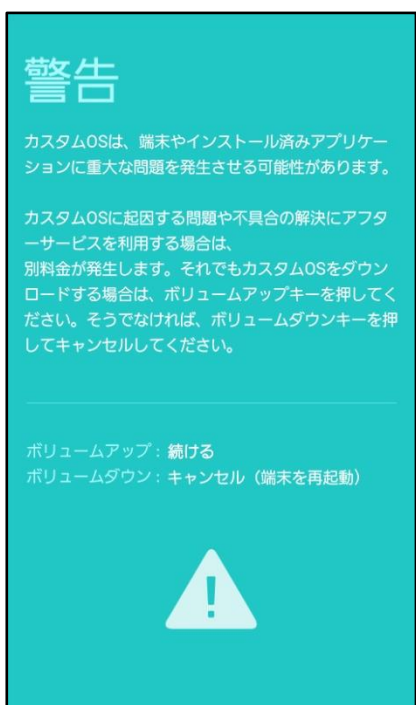 警告
カスタムOSは、端末やインストール済みアプリケー
ションに重大な問題を発生させる可能性があります。
カスタムOSに起因する問題や不具合の解決にアフタ
ーサービスを利用する場合は、
別料金が発生します。それでもカスタムOSをダウン
ロードする場合は、ボリュームアップキーを押してく
ださい。そうでなければ、ボリュームダウンキーを押
してキャンセルしてください。
ボリュームアップ : 続ける
ボリュームダウン : キャンセル（端末を再起動）